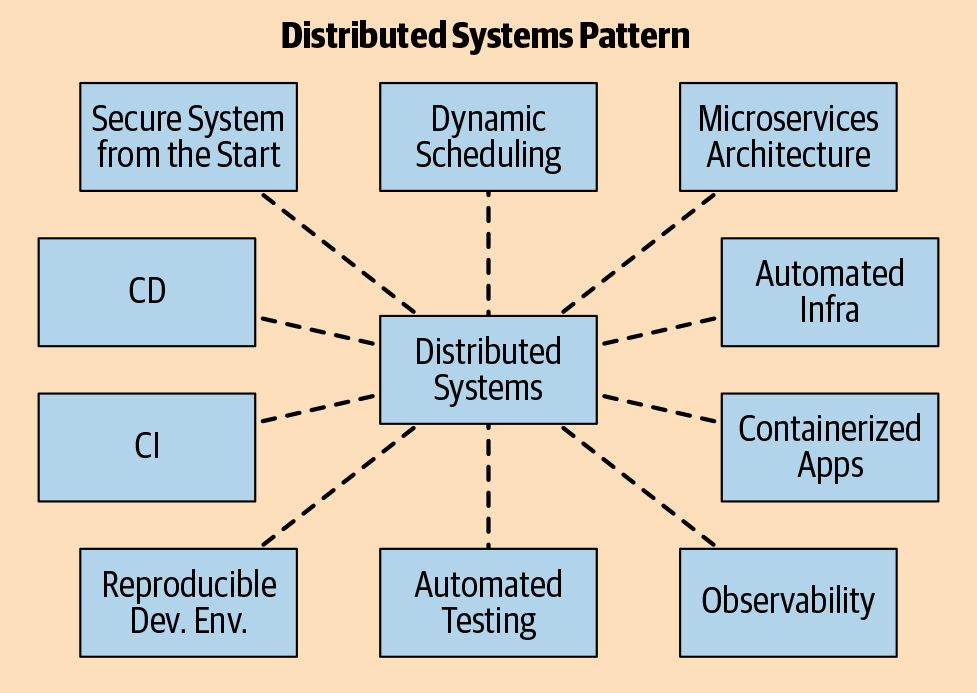 Distributed Systems Pattern
Secure System
from the Start
Dynamic
Scheduling
Microservices
Architecture
CD
Automated
Infra
Distributed
Systems
CI
Containerized
Apps
Reproducible
Dev. Env.
Automated
Testing
Observability